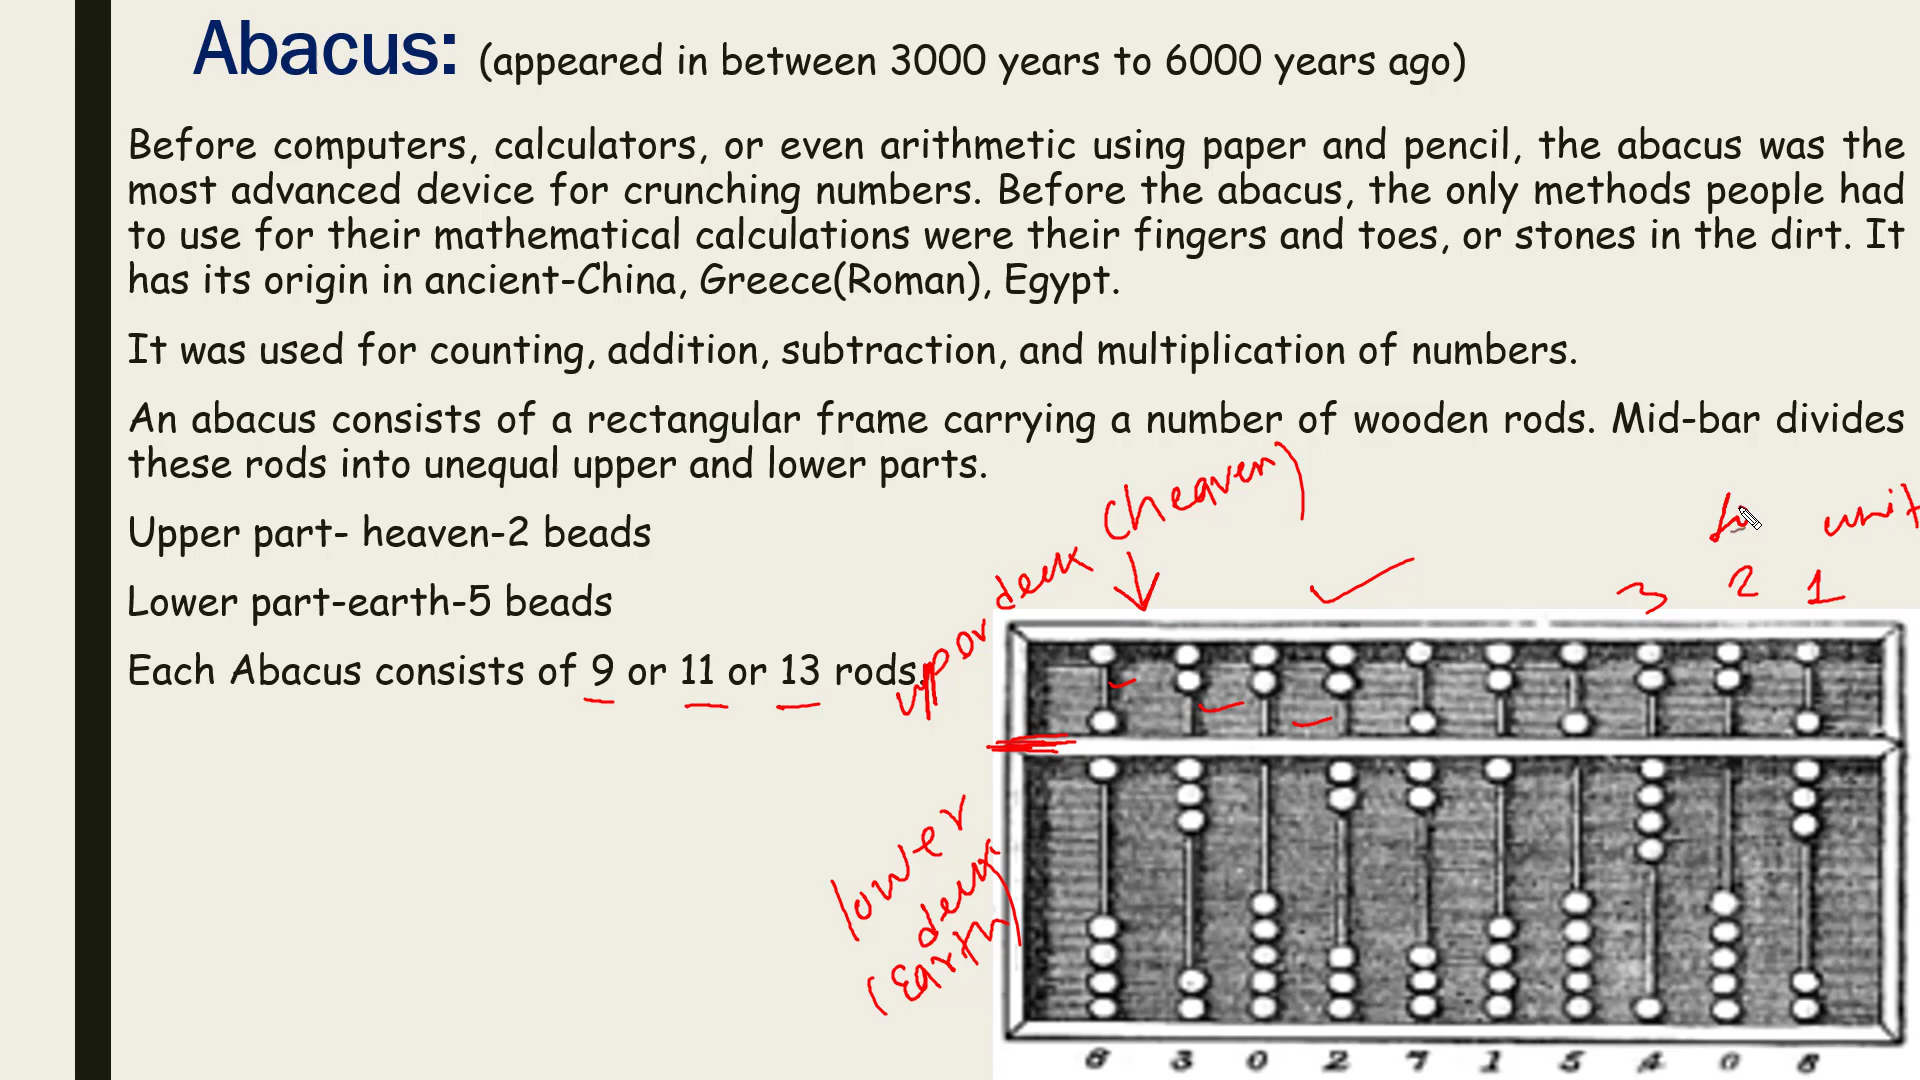 Abacus: (appeared in between 3000 years to 6000 years ago)
Before computers, calculators, or even arithmetic using paper and pencil, the abacus was the
most advanced device for crunching numbers. Before the abacus, the only methods people had
to use for their mathematical calculations were their fingers and toes, or stones in the dirt. It
has its origin in ancient-China, Greece(Roman), Egypt.
It was used for counting, addition, subtraction, and multiplication of numbers.
An abacus consists of a rectangular frame carrying a number of wooden rods. Mid-bar divides
these rods into unequal upper and lower parts.
(heaven)
Upper part- heaven-2 beads
unit
deck
3 2 1
Lower part-earth-5 beads
Each Abacus consists of 9 or 11 or 13 rods.
lower
deck
(Earth)
6 3 0 2 7 1 5 4 0 8